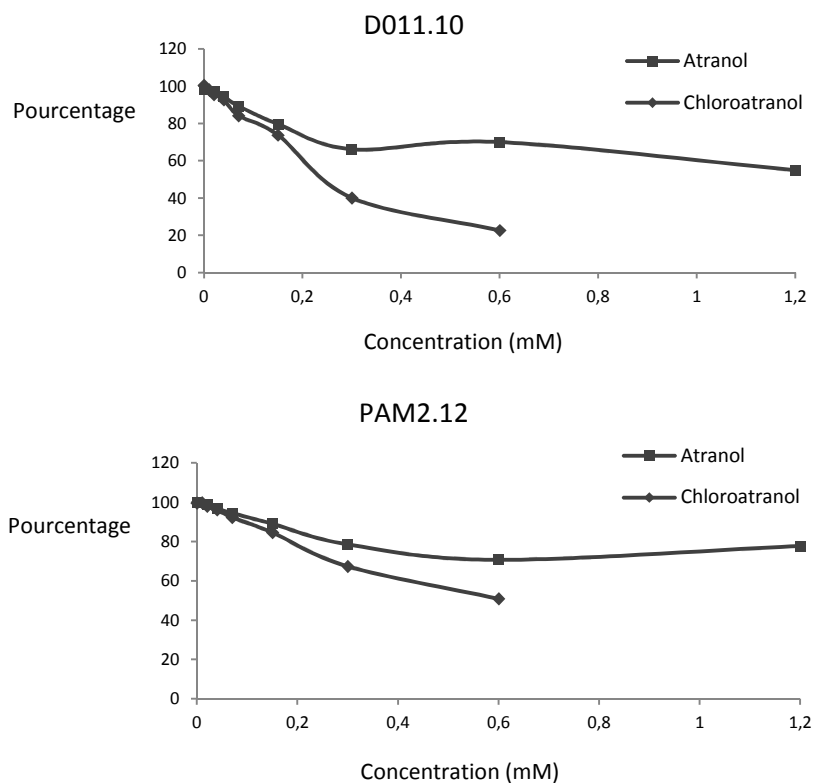 D011.10
120
100
80
60
40
20
0
Pourcentage
Atranol
Chloroatranol
0 0,2 0,4 0,6 0,8 1 1,2
Concentration (mM)
PAM2.12
120
100
80
60
40
20
0
Pourcentage
Atranol
Chloroatranol
0 0,2 0,4 0,6 0,8 1 1,2
Concentration (mM)